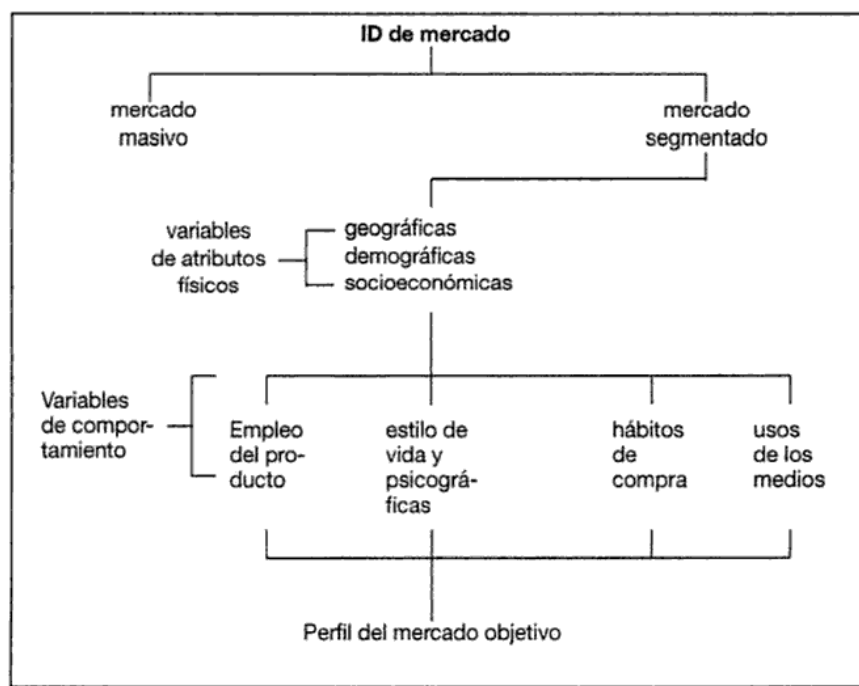 ID de mercado
mercado
masivo
mercado
segmentado
variables
de atributos
físicos
geográficas
demográficas
socioeconómicas
Variables
de compor-
tamiento
Empleo
del pro-
ducto
estilo de
vida y
psicográ-
ficas
hábitos
de
compra
usos
de los
medios
Perfil del mercado objetivo